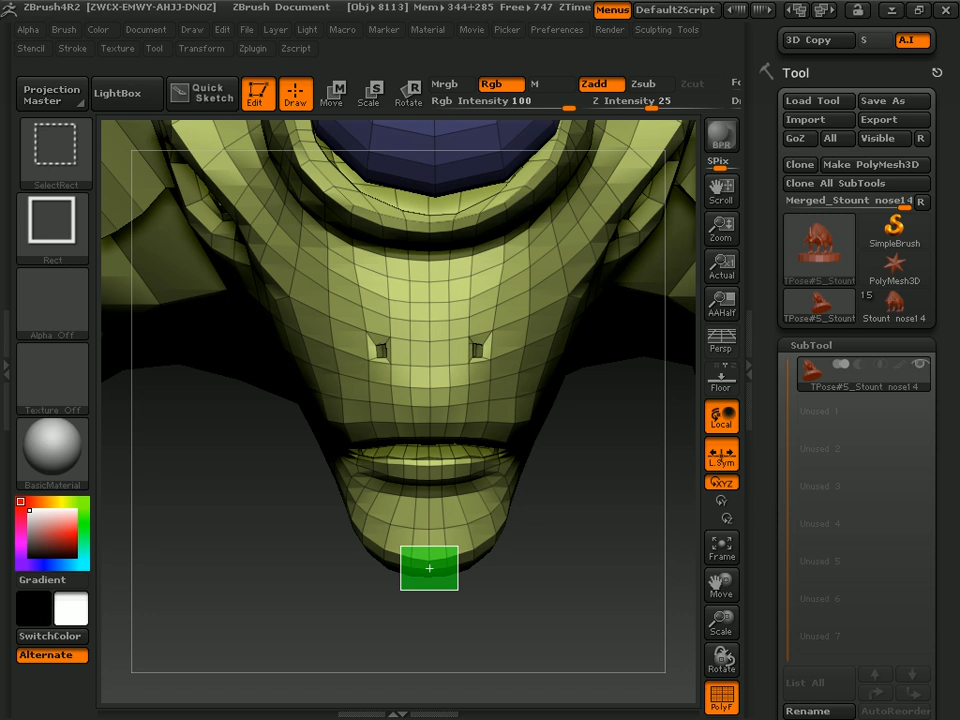 ZBrush4R2 [ZWCX-EMWY-AHJJ-DNOZ] ZBrush Document [Obj▸8113] Mem▸344+285 Free▸747 ZTime Menus DefaultZScript
Alpha Brush Color Document Draw Edit File Layer Light Macro Marker Material Movie Picker Preferences Render Sculpting Tools
Stencil Stroke Texture Tool Transform Zplugin Zscript
Projection Master
LightBox
Quick Sketch
Edit Draw Move Scale Rotate
Mrgb Rgb M Zadd Zsub Zcut
Rgb Intensity 100 Z Intensity 25
SelectRect
Rect
Alpha Off
Texture Off
BasicMaterial
Gradient
SwitchColor
Alternate
BPR
SPix
Scroll
Zoom
Actual
AAHalf
Persp
Floor
Local
L.Sym
XYZ
Y
Z
Frame
Move
Scale
Rotate
PolyF
3D Copy S A.I
Tool
Load Tool Save As
Import Export
GoZ All Visible R
Clone Make PolyMesh3D
Clone All SubTools
Merged_Stount nose14 R
SimpleBrush
TPose#5_Stount PolyMesh3D
15
TPose#5_Stount Stount nose14
SubTool
TPose#5_Stount nose14
Unused 1
Unused 2
Unused 3
Unused 4
Unused 5
Unused 6
Unused 7
List All
Rename AutoReorder